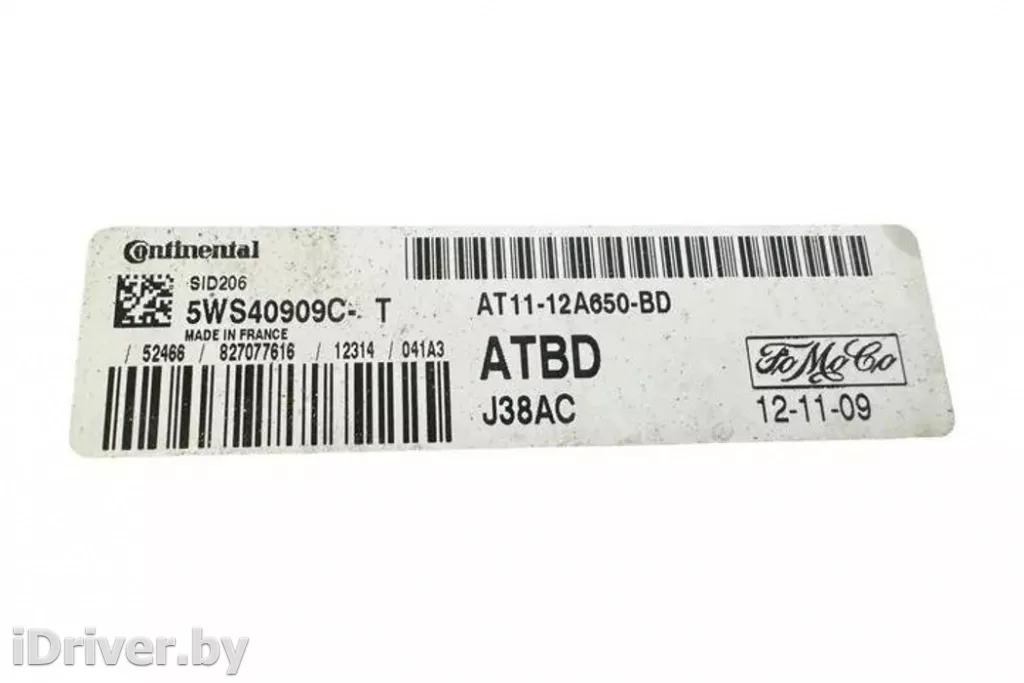 Continental
SID206
5WS40909C- T
MADE IN FRANCE
/ 52466 / 827077616 / 12314 / 041A3
AT11-12A650-BD
ATBD
J38AC
FoMoCo
12-11-09
iDriver.by